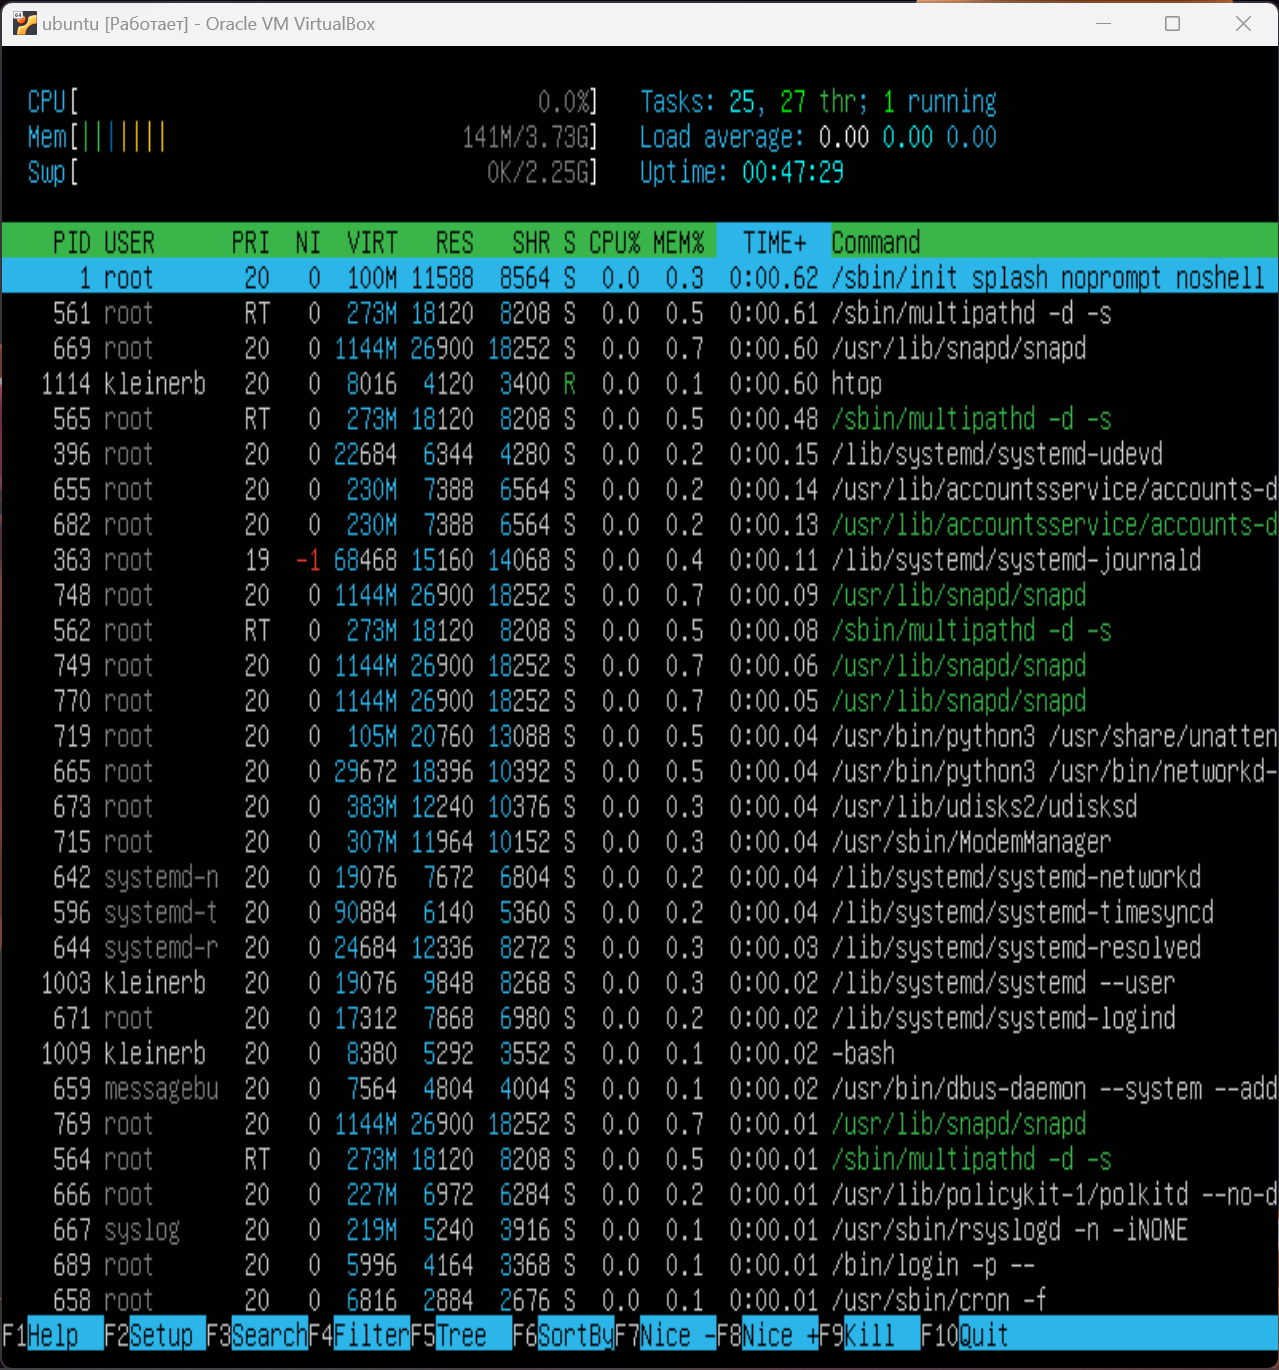 ubuntu [Работает] - Oracle VM VirtualBox
CPU[ 0.0%] Tasks: 25, 27 thr; 1 running
Mem[||||||| 141M/3.73G] Load average: 0.00 0.00 0.00
Swp[ 0K/2.25G] Uptime: 00:47:29
PID USER PRI NI VIRT RES SHR S CPU% MEM% TIME+ Command
1 root 20 0 100M 11588 8564 S 0.0 0.3 0:00.62 /sbin/init splash noprompt noshell
561 root RT 0 273M 18120 8208 S 0.0 0.5 0:00.61 /sbin/multipathd -d -s
669 root 20 0 1144M 26900 18252 S 0.0 0.7 0:00.60 /usr/lib/snapd/snapd
1114 kleinerb 20 0 8016 4120 3400 R 0.0 0.1 0:00.60 htop
565 root RT 0 273M 18120 8208 S 0.0 0.5 0:00.48 /sbin/multipathd -d -s
396 root 20 0 22684 6344 4280 S 0.0 0.2 0:00.15 /lib/systemd/systemd-udevd
655 root 20 0 230M 7388 6564 S 0.0 0.2 0:00.14 /usr/lib/accountsservice/accounts-d
682 root 20 0 230M 7388 6564 S 0.0 0.2 0:00.13 /usr/lib/accountsservice/accounts-d
363 root 19 -1 68468 15160 14068 S 0.0 0.4 0:00.11 /lib/systemd/systemd-journald
748 root 20 0 1144M 26900 18252 S 0.0 0.7 0:00.09 /usr/lib/snapd/snapd
562 root RT 0 273M 18120 8208 S 0.0 0.5 0:00.08 /sbin/multipathd -d -s
749 root 20 0 1144M 26900 18252 S 0.0 0.7 0:00.06 /usr/lib/snapd/snapd
770 root 20 0 1144M 26900 18252 S 0.0 0.7 0:00.05 /usr/lib/snapd/snapd
719 root 20 0 105M 20760 13088 S 0.0 0.5 0:00.04 /usr/bin/python3 /usr/share/unatten
665 root 20 0 29672 18396 10392 S 0.0 0.5 0:00.04 /usr/bin/python3 /usr/bin/networkd-
673 root 20 0 383M 12240 10376 S 0.0 0.3 0:00.04 /usr/lib/udisks2/udisksd
715 root 20 0 307M 11964 10152 S 0.0 0.3 0:00.04 /usr/sbin/ModemManager
642 systemd-n 20 0 19076 7672 6804 S 0.0 0.2 0:00.04 /lib/systemd/systemd-networkd
596 systemd-t 20 0 90884 6140 5360 S 0.0 0.2 0:00.04 /lib/systemd/systemd-timesyncd
644 systemd-r 20 0 24684 12336 8272 S 0.0 0.3 0:00.03 /lib/systemd/systemd-resolved
1003 kleinerb 20 0 19076 9848 8268 S 0.0 0.3 0:00.02 /lib/systemd/systemd --user
671 root 20 0 17312 7868 6980 S 0.0 0.2 0:00.02 /lib/systemd/systemd-logind
1009 kleinerb 20 0 8380 5292 3552 S 0.0 0.1 0:00.02 -bash
659 messagebu 20 0 7564 4804 4004 S 0.0 0.1 0:00.02 /usr/bin/dbus-daemon --system --add
769 root 20 0 1144M 26900 18252 S 0.0 0.7 0:00.01 /usr/lib/snapd/snapd
564 root RT 0 273M 18120 8208 S 0.0 0.5 0:00.01 /sbin/multipathd -d -s
666 root 20 0 227M 6972 6284 S 0.0 0.2 0:00.01 /usr/lib/policykit-1/polkitd --no-d
667 syslog 20 0 219M 5240 3916 S 0.0 0.1 0:00.01 /usr/sbin/rsyslogd -n -iNONE
689 root 20 0 5996 4164 3368 S 0.0 0.1 0:00.01 /bin/login -p --
658 root 20 0 6816 2884 2676 S 0.0 0.1 0:00.01 /usr/sbin/cron -f
F1Help F2Setup F3SearchF4FilterF5Tree F6SortByF7Nice -F8Nice +F9Kill F10Quit